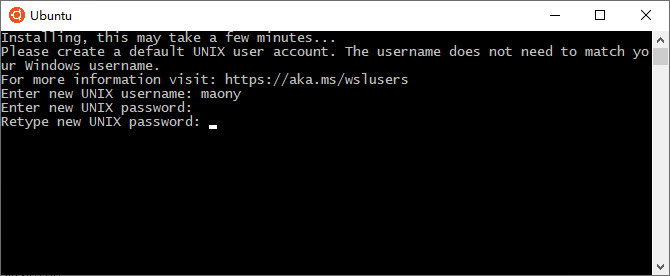 Ubuntu
Installing, this may take a few minutes...
Please create a default UNIX user account. The username does not need to match yo
ur Windows username.
For more information visit: https://aka.ms/wslusers
Enter new UNIX username: maony
Enter new UNIX password:
Retype new UNIX password: